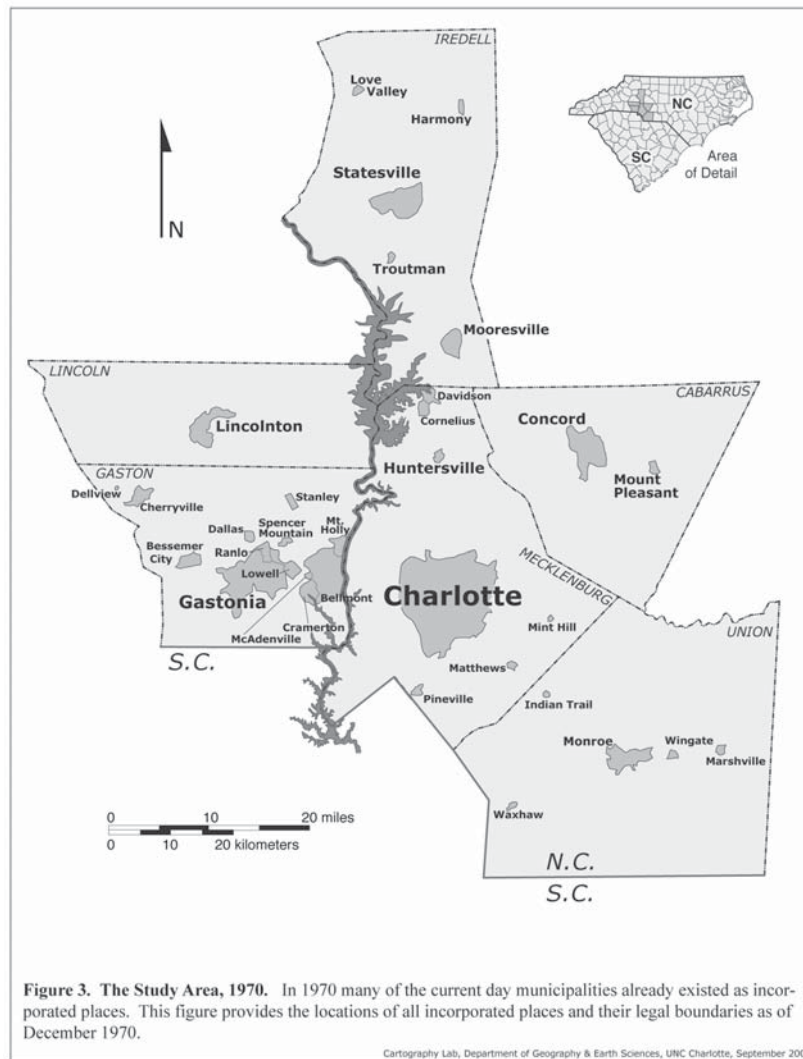 IREDELL
Love
Valley
Harmony
NC
SC
Area
of Detail
N
Statesville
Troutman
Mooresville
LINCOLN
Lincolnton
Davidson
Cornelius
CABARRUS
Concord
Mount
Pleasant
Huntersville
GASTON
Dellview
Cherryville
Stanley
Dallas
Spencer
Mountain
Mt.
Holly
Bessemer
City
Ranlo
Lowell
Gastonia
Bellmont
Cramerton
McAdenville
MECKLENBURG
Charlotte
Mint Hill
Matthews
Pineville
UNION
Indian Trail
Monroe
Wingate
Marshville
Waxhaw
S.C.
0 10 20 miles
0 10 20 kilometers
N.C.
S.C.
Figure 3. The Study Area, 1970. In 1970 many of the current day municipalities already existed as incor-
porated places. This figure provides the locations of all incorporated places and their legal boundaries as of
December 1970.
Cartography Lab, Department of Geography & Earth Sciences, UNC Charlotte, September